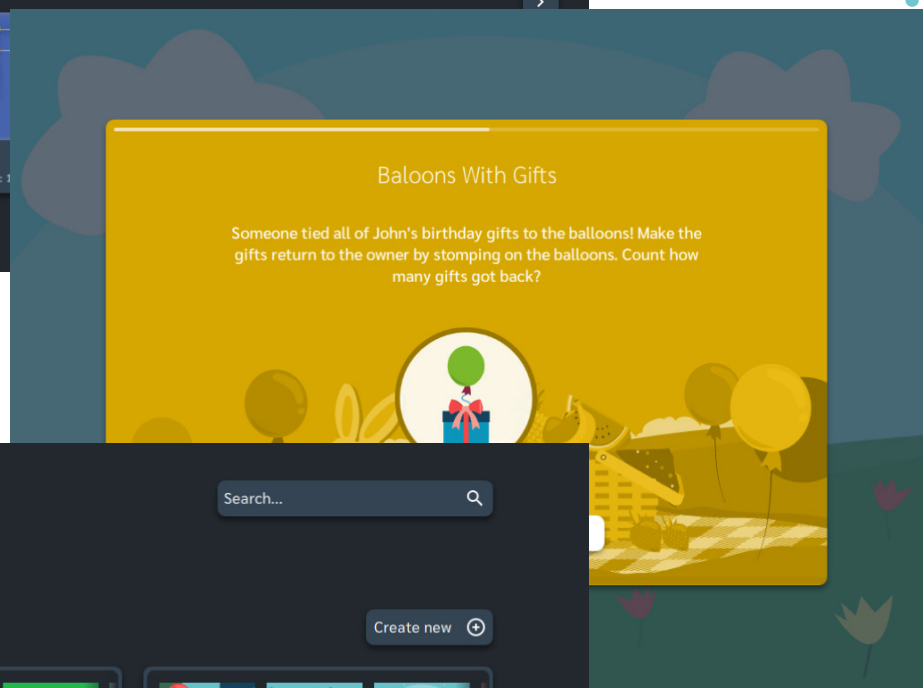 Baloons With Gifts
Someone tied all of John's birthday gifts to the balloons! Make the
gifts return to the owner by stomping on the balloons. Count how
many gifts got back?
Search...
Create new